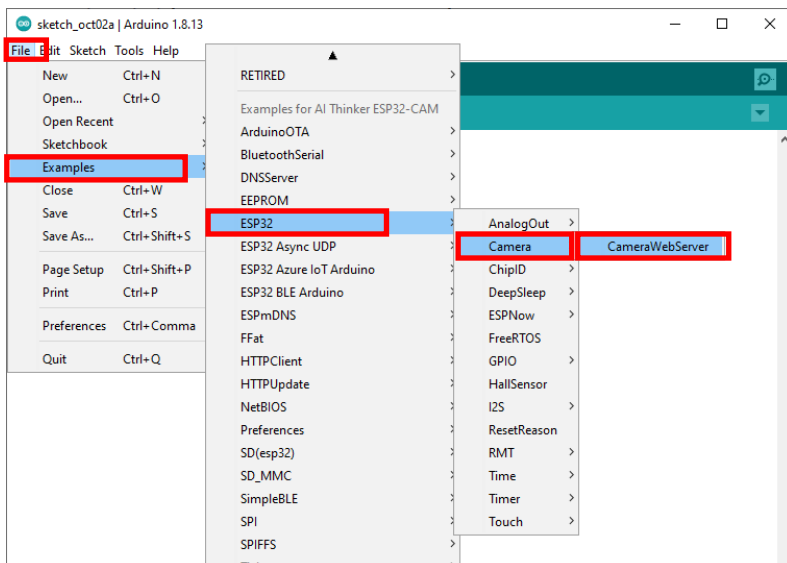 sketch_oct02a | Arduino 1.8.13
File Edit Sketch Tools Help
New Ctrl+N
Open... Ctrl+O
Open Recent
Sketchbook
Examples
Close Ctrl+W
Save Ctrl+S
Save As... Ctrl+Shift+S
Page Setup Ctrl+Shift+P
Print Ctrl+P
Preferences Ctrl+Comma
Quit Ctrl+Q
RETIRED
Examples for AI Thinker ESP32-CAM
ArduinoOTA
BluetoothSerial
DNSServer
EEPROM
ESP32
ESP32 Async UDP
ESP32 Azure IoT Arduino
ESP32 BLE Arduino
ESPmDNS
FFat
HTTPClient
HTTPUpdate
NetBIOS
Preferences
SD(esp32)
SD_MMC
SimpleBLE
SPI
SPIFFS
AnalogOut
Camera
ChipID
DeepSleep
ESPNow
FreeRTOS
GPIO
HallSensor
I2S
ResetReason
RMT
Time
Timer
Touch
CameraWebServer